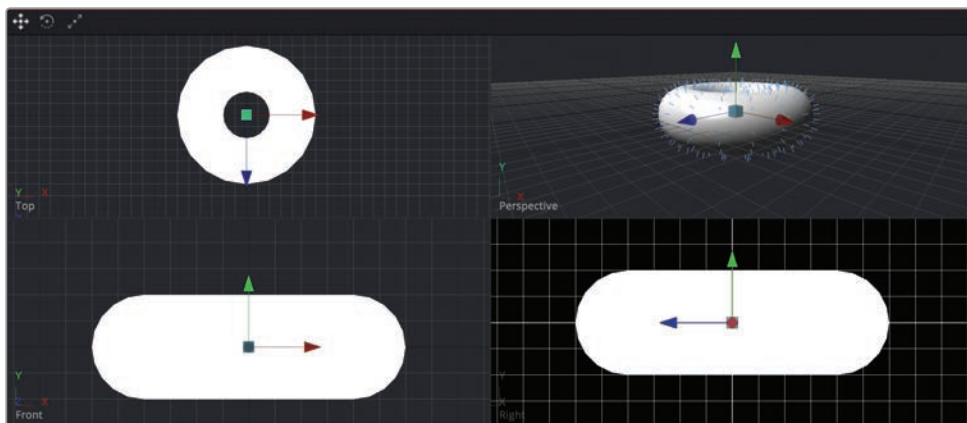 Y X
Top
Y
X
Perspective
Y
Z X
Front
Y
X
Right